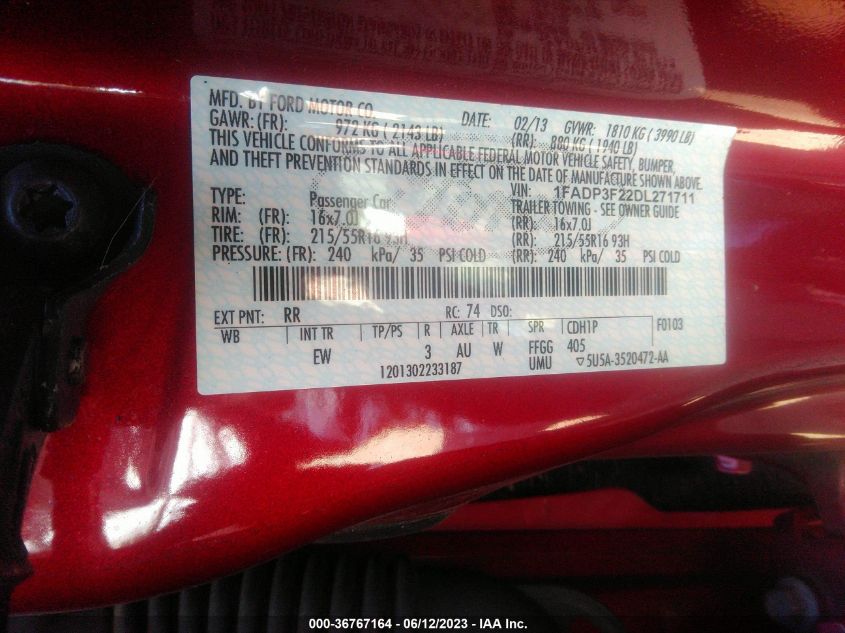 MFD. BY FORD MOTOR CO. DATE: 02/13 GVWR: 1810 KG ( 3990 LB)
GAWR: (FR): 972 KG ( 2143 LB) (RR): 880 KG ( 1940 LB)
THIS VEHICLE CONFORMS TO ALL APPLICABLE FEDERAL MOTOR VEHICLE SAFETY, BUMPER,
AND THEFT PREVENTION STANDARDS IN EFFECT ON THE DATE OF MANUFACTURE SHOWN ABOVE.
VIN: 1FADP3F22DL271711
TYPE: Passenger Car TRAILER TOWING - SEE OWNER GUIDE
RIM: (FR): 16x7.0J (RR): 16x7.0J
TIRE: (FR): 215/55R16 93H (RR): 215/55R16 93H
PRESSURE: (FR): 240 kPa/ 35 PSI COLD (RR): 240 kPa/ 35 PSI COLD
EXT PNT: RR RC: 74 DSO:
WB INT TR TP/PS R AXLE TR SPR CDH1P F0103
EW 3 AU W FFGG 405
1201302233187 UMU ▽5U5A-3520472-AA
000-36767164 - 06/12/2023 - IAA Inc.